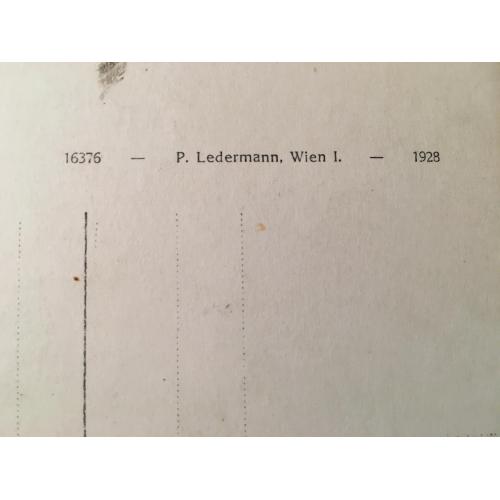 16376 — P. Ledermann, Wien I. — 1928